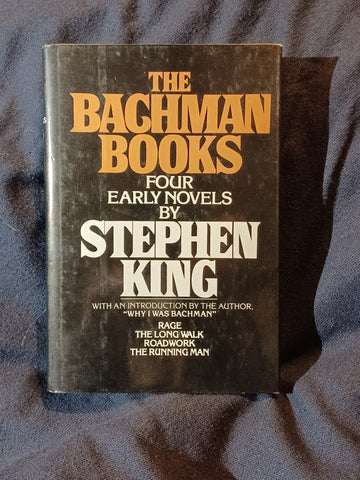 THE
BACHMAN
BOOKS
FOUR
EARLY NOVELS
BY
STEPHEN
KING
WITH AN INTRODUCTION BY THE AUTHOR,
"WHY I WAS BACHMAN"
RAGE
THE LONG WALK
ROADWORK
THE RUNNING MAN